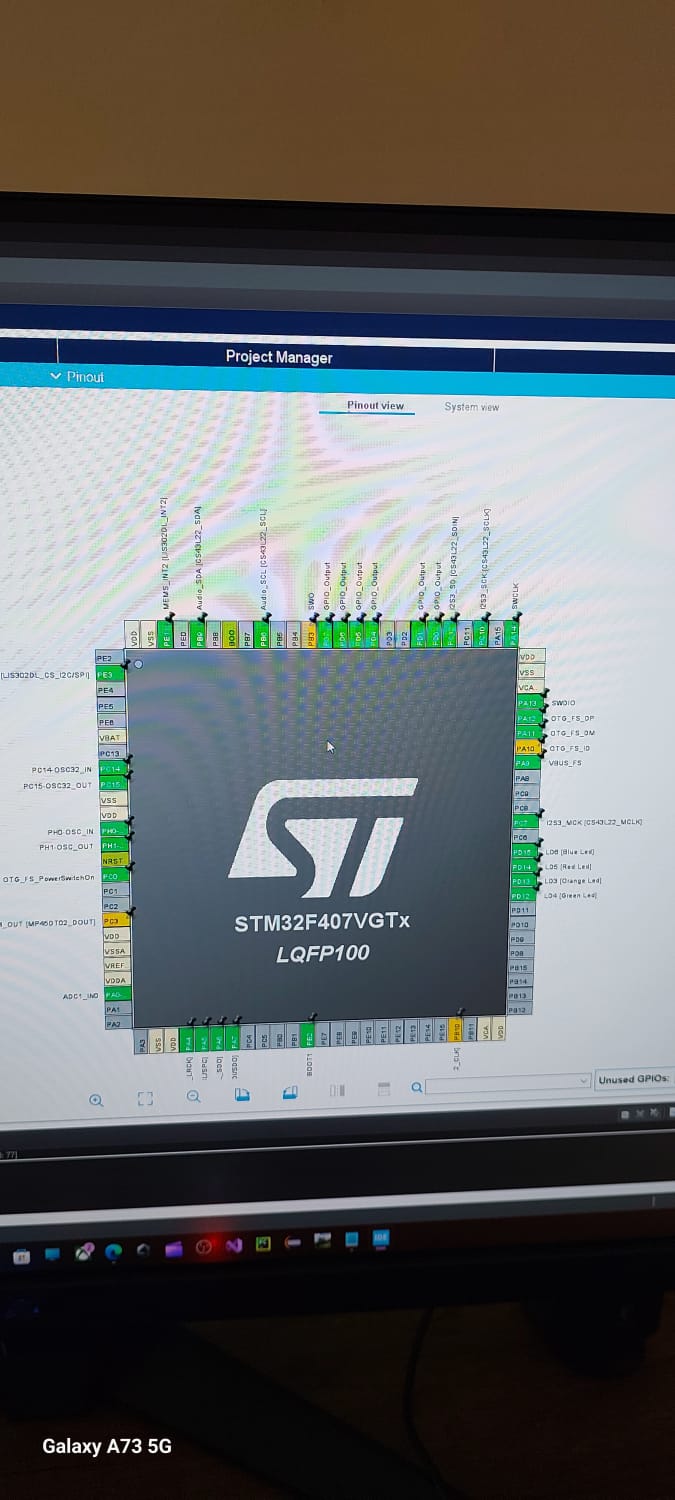 Project Manager
Pinout
Pinout view
System view
MEMS_INT2 [LIS302DL_INT2]
Audio_SDA [CS43L22_SDA]
Audio_SCL [CS43L22_SCL]
SWO
GPIO_Output
GPIO_Output
GPIO_Output
GPIO_Output
GPIO_Output
GPIO_Output
I2S3_SD [CS43L22_SDIN]
I2S3_SCK [CS43L22_SCLK]
SWCLK
VDD
VSS
PE1
PE0
PB9
PB8
BOO
PB7
PB6
PB5
PB4
PB3
PD6
PD5
PD4
PD3
PD2
PC11
PC10
PA15
PA14
PE2
[LIS302DL_CS_I2C/SPI]
PE3
PE4
PE5
PE6
VBAT
PC13
PC14-OSC32_IN
PC14
PC15-OSC32_OUT
PC15
VSS
VDD
PH0-OSC_IN
PH0-
PH1-OSC_OUT
PH1-
NRST
OTG_FS_PowerSwitchOn
PC0
PC1
PC2
_OUT [MP45DT02_DOUT]
PC3
VDD
VSSA
VREF
VDDA
ADC1_IN0
PA0-
PA1
PA2
VDD
VSS
VCA
PA13 SWDIO
PA12 OTG_FS_DP
PA11 OTG_FS_DM
PA10 OTG_FS_ID
PA9 VBUS_FS
PA8
PC9
PC8
PC7 I2S3_MCK [CS43L22_MCLK]
PC6
PD15 LD6 [Blue Led]
PD14 LD5 [Red Led]
PD13 LD3 [Orange Led]
PD12 LD4 [Green Led]
PD11
PD10
PD9
PD8
PB15
PB14
PB13
PB12
ST
STM32F407VGTx
LQFP100
PA3
VSS
VDD
PA4
PA5
PA6
PA7
PC4
PC5
PB0
PB1
PB2
PE7
PE8
PE9
PE10
PE11
PE12
PE13
PE14
PE15
PB10
PB11
VCA
VDD
_LRCK]
/SPC]
_SDO]
/SDO]
BOOT1
2_CLK]
Unused GPIOs:
: 77]
IDE
Galaxy A73 5G